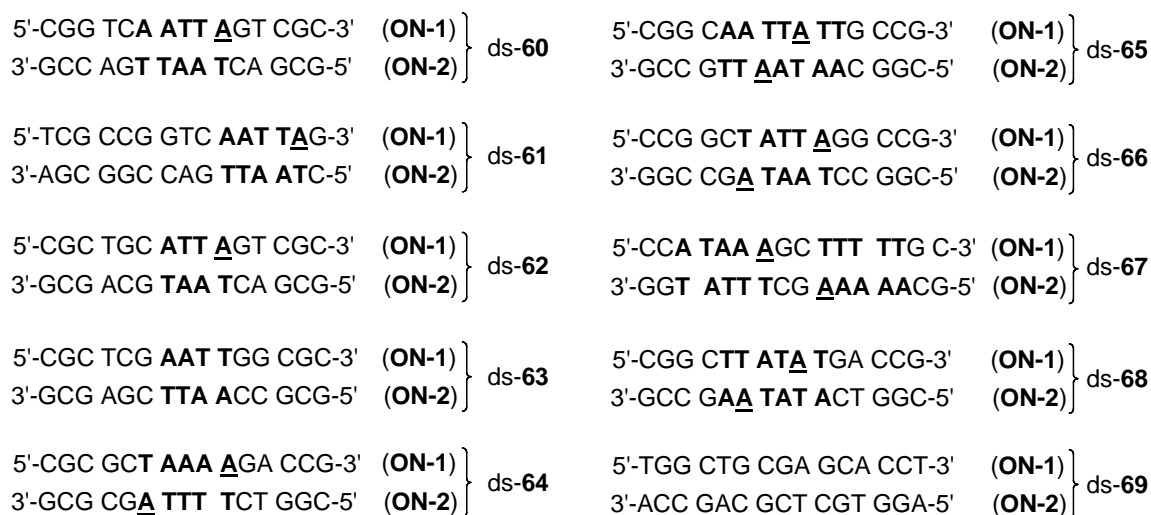 5'-CGG TCA ATTA AGT CGC-3' (ON-1)
3'-GCC AGT TAAT TCA GCG-5' (ON-2)
ds-60
5'-TCG CCG GTC AAT TAG-3' (ON-1)
3'-AGC GGC CAG TTA ATC-5' (ON-2)
ds-61
5'-CGC TGC ATT AGT CGC-3' (ON-1)
3'-GCG ACG TAA TCA GCG-5' (ON-2)
ds-62
5'-CGC TCG AAT TGG CGC-3' (ON-1)
3'-GCG AGC TTA ACC GCG-5' (ON-2)
ds-63
5'-CGC GCT AAA AGA CCG-3' (ON-1)
3'-GCG CGA TTT TCT GGC-5' (ON-2)
ds-64
5'-CGG CAA TTA TTG CCG-3' (ON-1)
3'-GCC GTT AAT AAC GGC-5' (ON-2)
ds-65
5'-CCG GCT ATT AGG CCG-3' (ON-1)
3'-GGC CGA TAAT TCC GGC-5' (ON-2)
ds-66
5'-CCA TAA AGC TTT TTG C-3' (ON-1)
3'-GGT ATT TCG AAA AACG-5' (ON-2)
ds-67
5'-CGG CTT ATA TGA CCG-3' (ON-1)
3'-GCC GAA TAT ACT GGC-5' (ON-2)
ds-68
5'-TGG CTG CGA GCA CCT-3' (ON-1)
3'-ACC GAC GCT CGT GGA-5' (ON-2)
ds-69